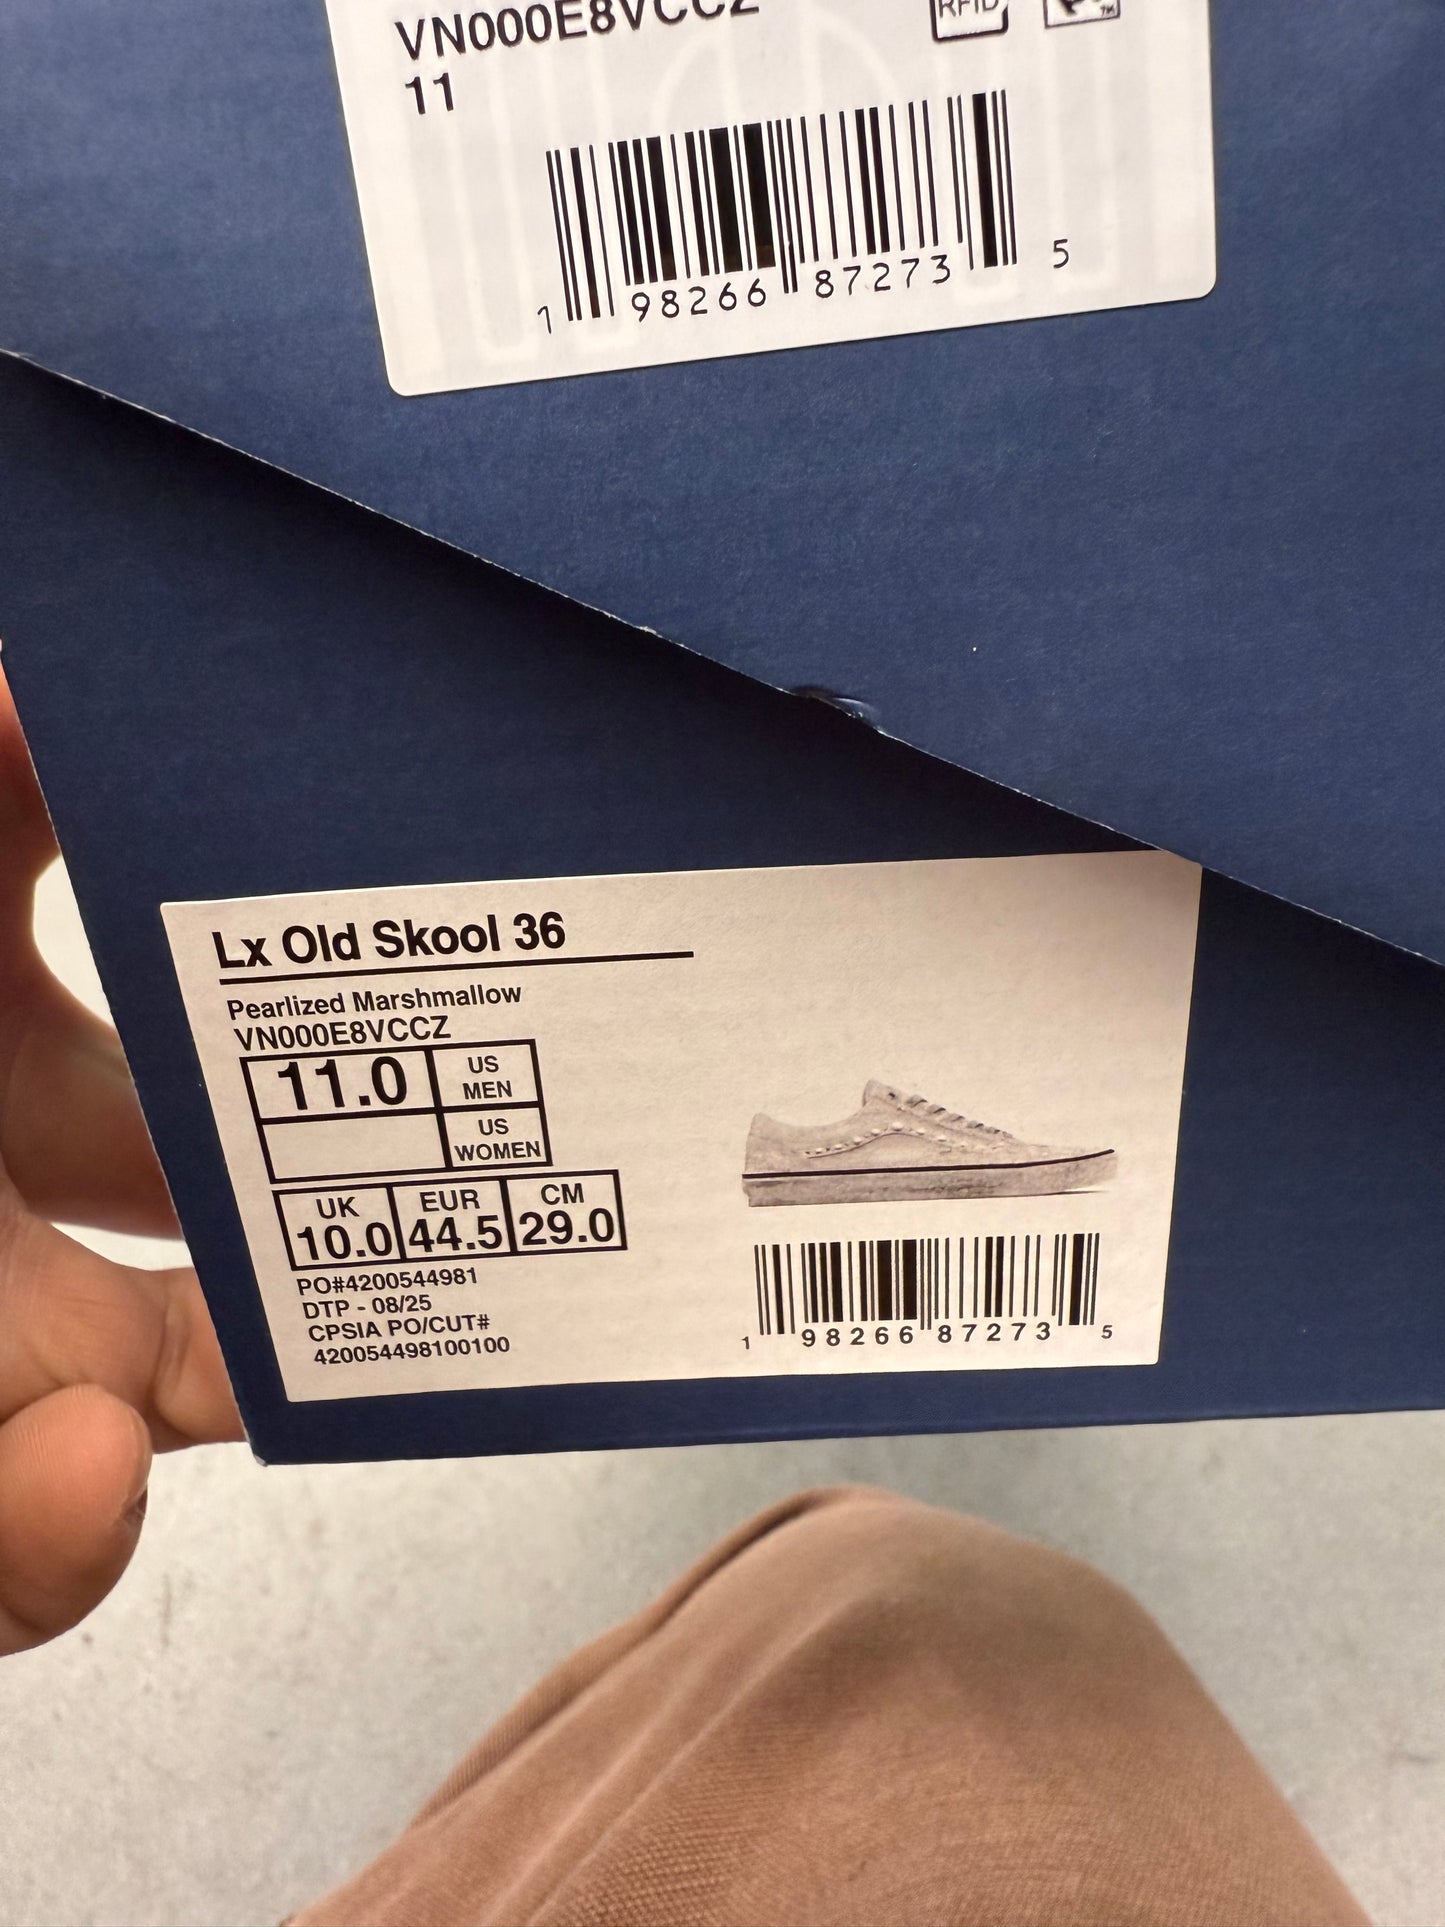 VN000E8VCCZ
RFID
TM
11
1 98266 87273 5
Lx Old Skool 36
Pearlized Marshmallow
VN000E8VCCZ
11.0 US MEN
US WOMEN
UK EUR CM
10.0 44.5 29.0
PO#4200544981
DTP - 08/25
CPSIA PO/CUT#
420054498100100
1 98266 87273 5